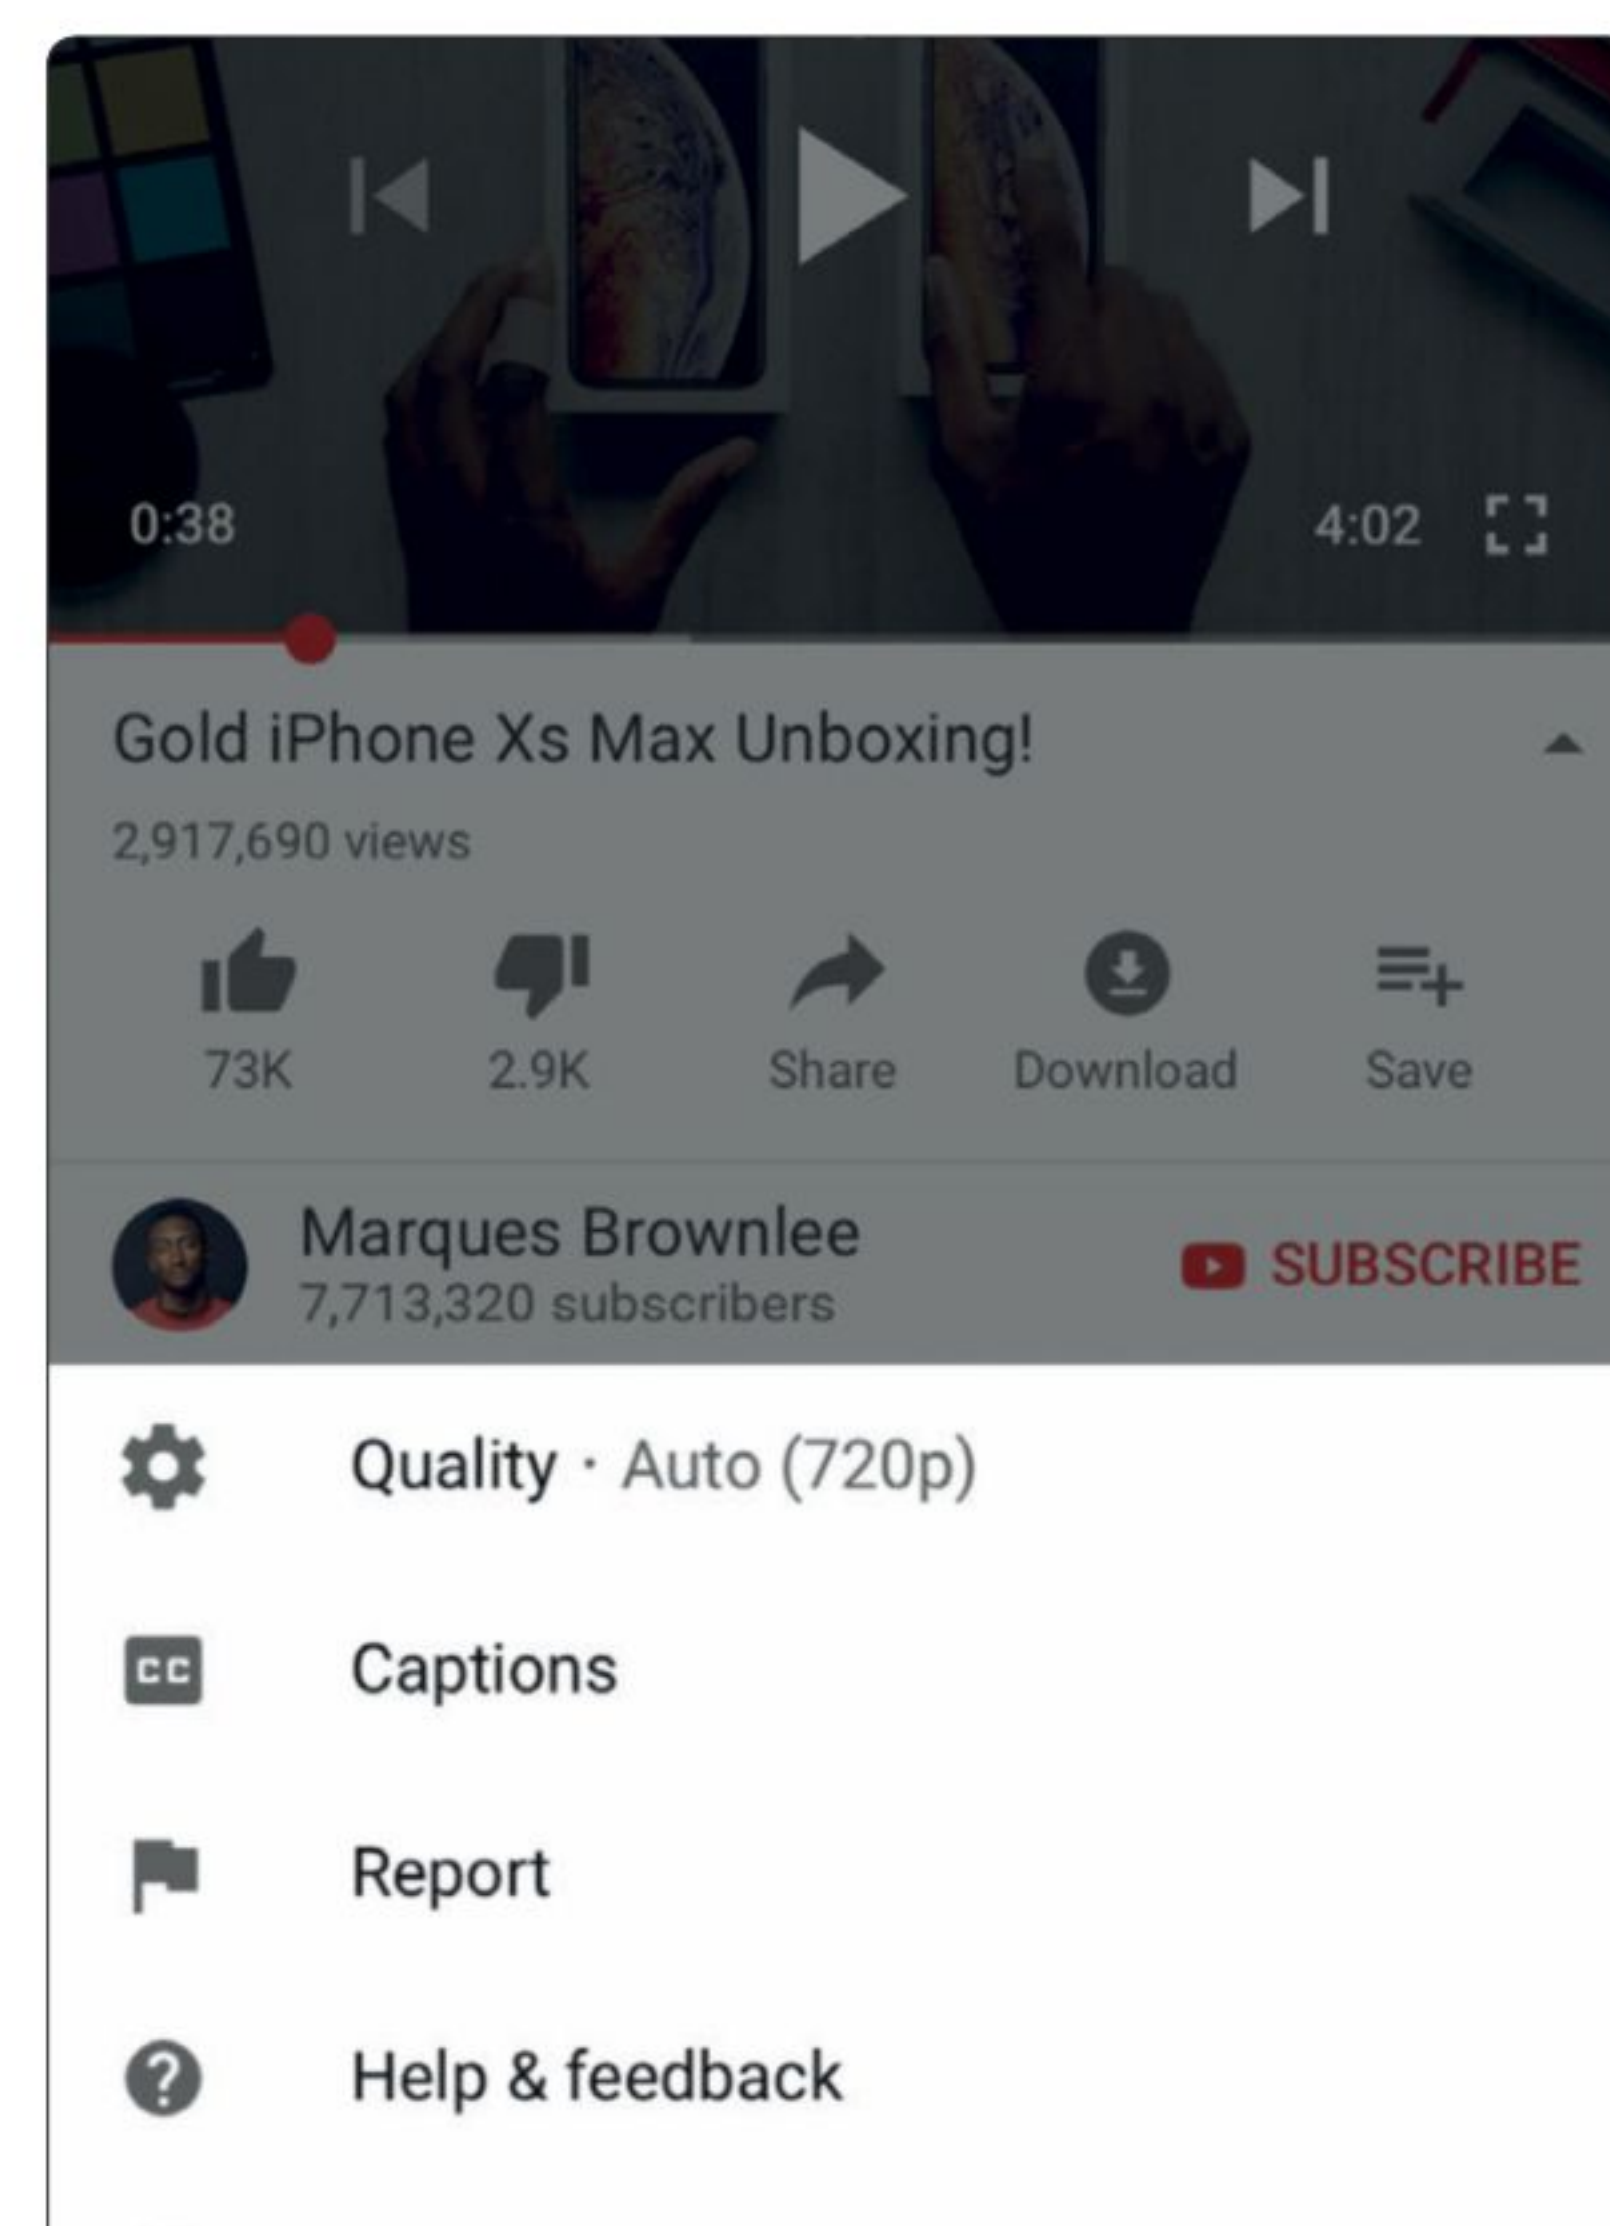 0:38
4:02
Gold iPhone Xs Max Unboxing!
2,917,690 views
73K
2.9K
Share
Download
Save
Marques Brownlee
SUBSCRIBE
7,713,320 subscribers
Quality · Auto (720p)
CC
Captions
Report
? Help & feedback